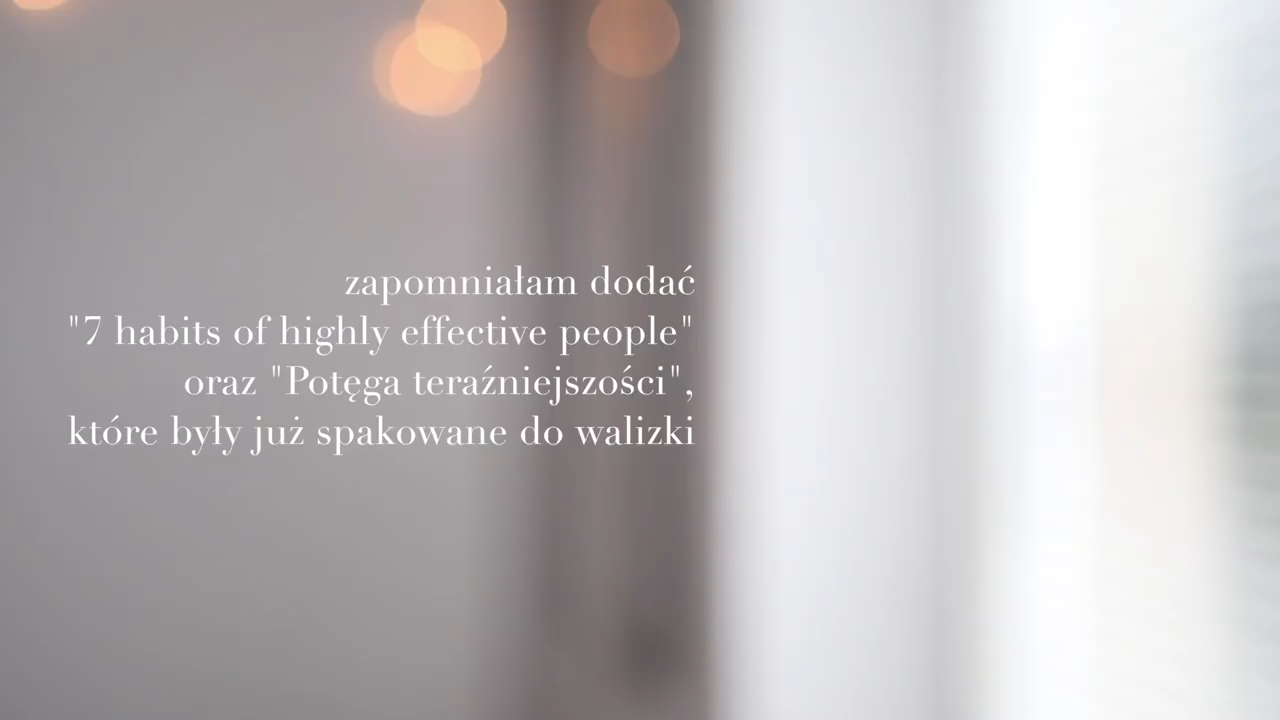 zapomniałam dodać
"7 habits of highly effective people"
oraz "Potęga teraźniejszości",
które były już spakowane do walizki